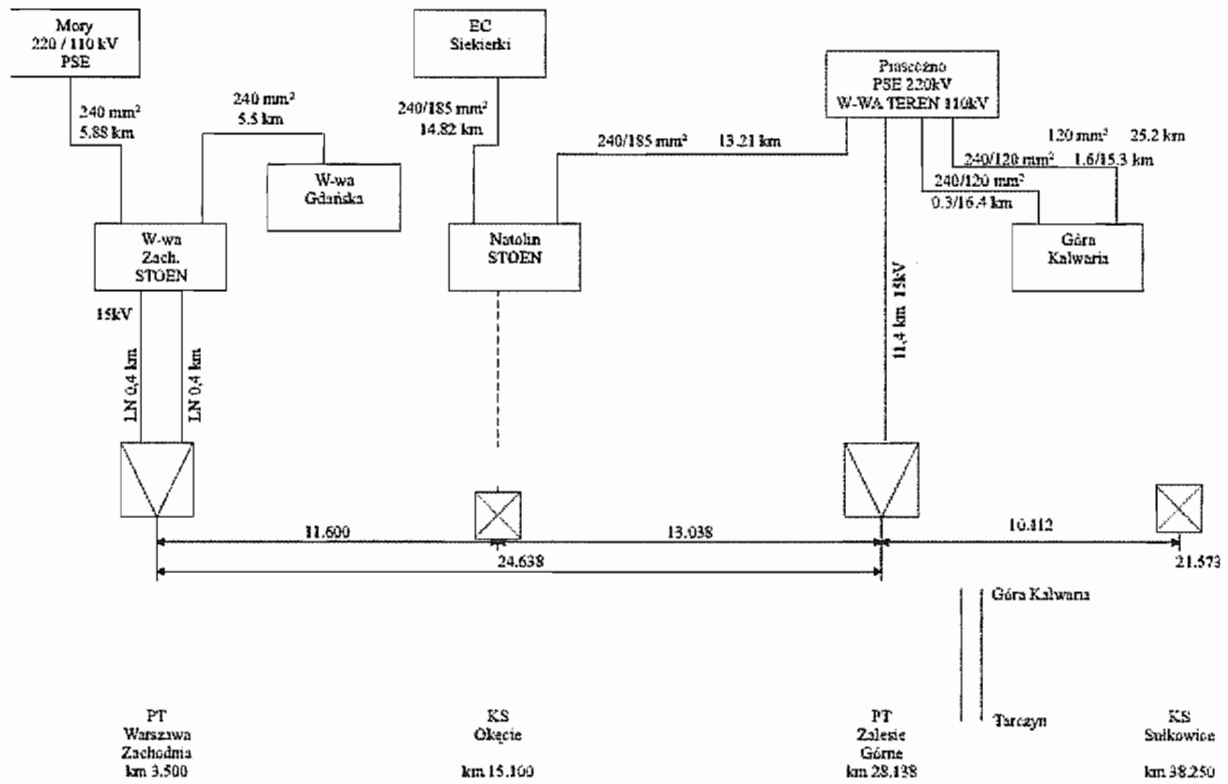 Mory
220 / 110 kV
PSE
EC
Siekierki
Piaseczno
PSE 220kV
W-WA TEREN 110kV
240 mm²
5.88 km
240 mm²
5.5 km
240/185 mm²
14.82 km
240/185 mm² 13.21 km
120 mm² 25.2 km
240/120 mm² 1.6/15.3 km
240/120 mm²
0.3/16.4 km
W-wa
Gdańska
W-wa
Zach.
STOEN
Natolin
STOEN
Góra
Kalwaria
15kV
LN 0,4 km
LN 0,4 km
11,4 km 15kV
11.600
13.038
10.112
24.638
21.573
Góra Kalwaria
Tarczyn
PT
Warszawa
Zachodnia
km 3.500
KS
Okęcie
km 15.100
PT
Zalesie
Górne
km 28.138
KS
Sułkowice
km 38.250